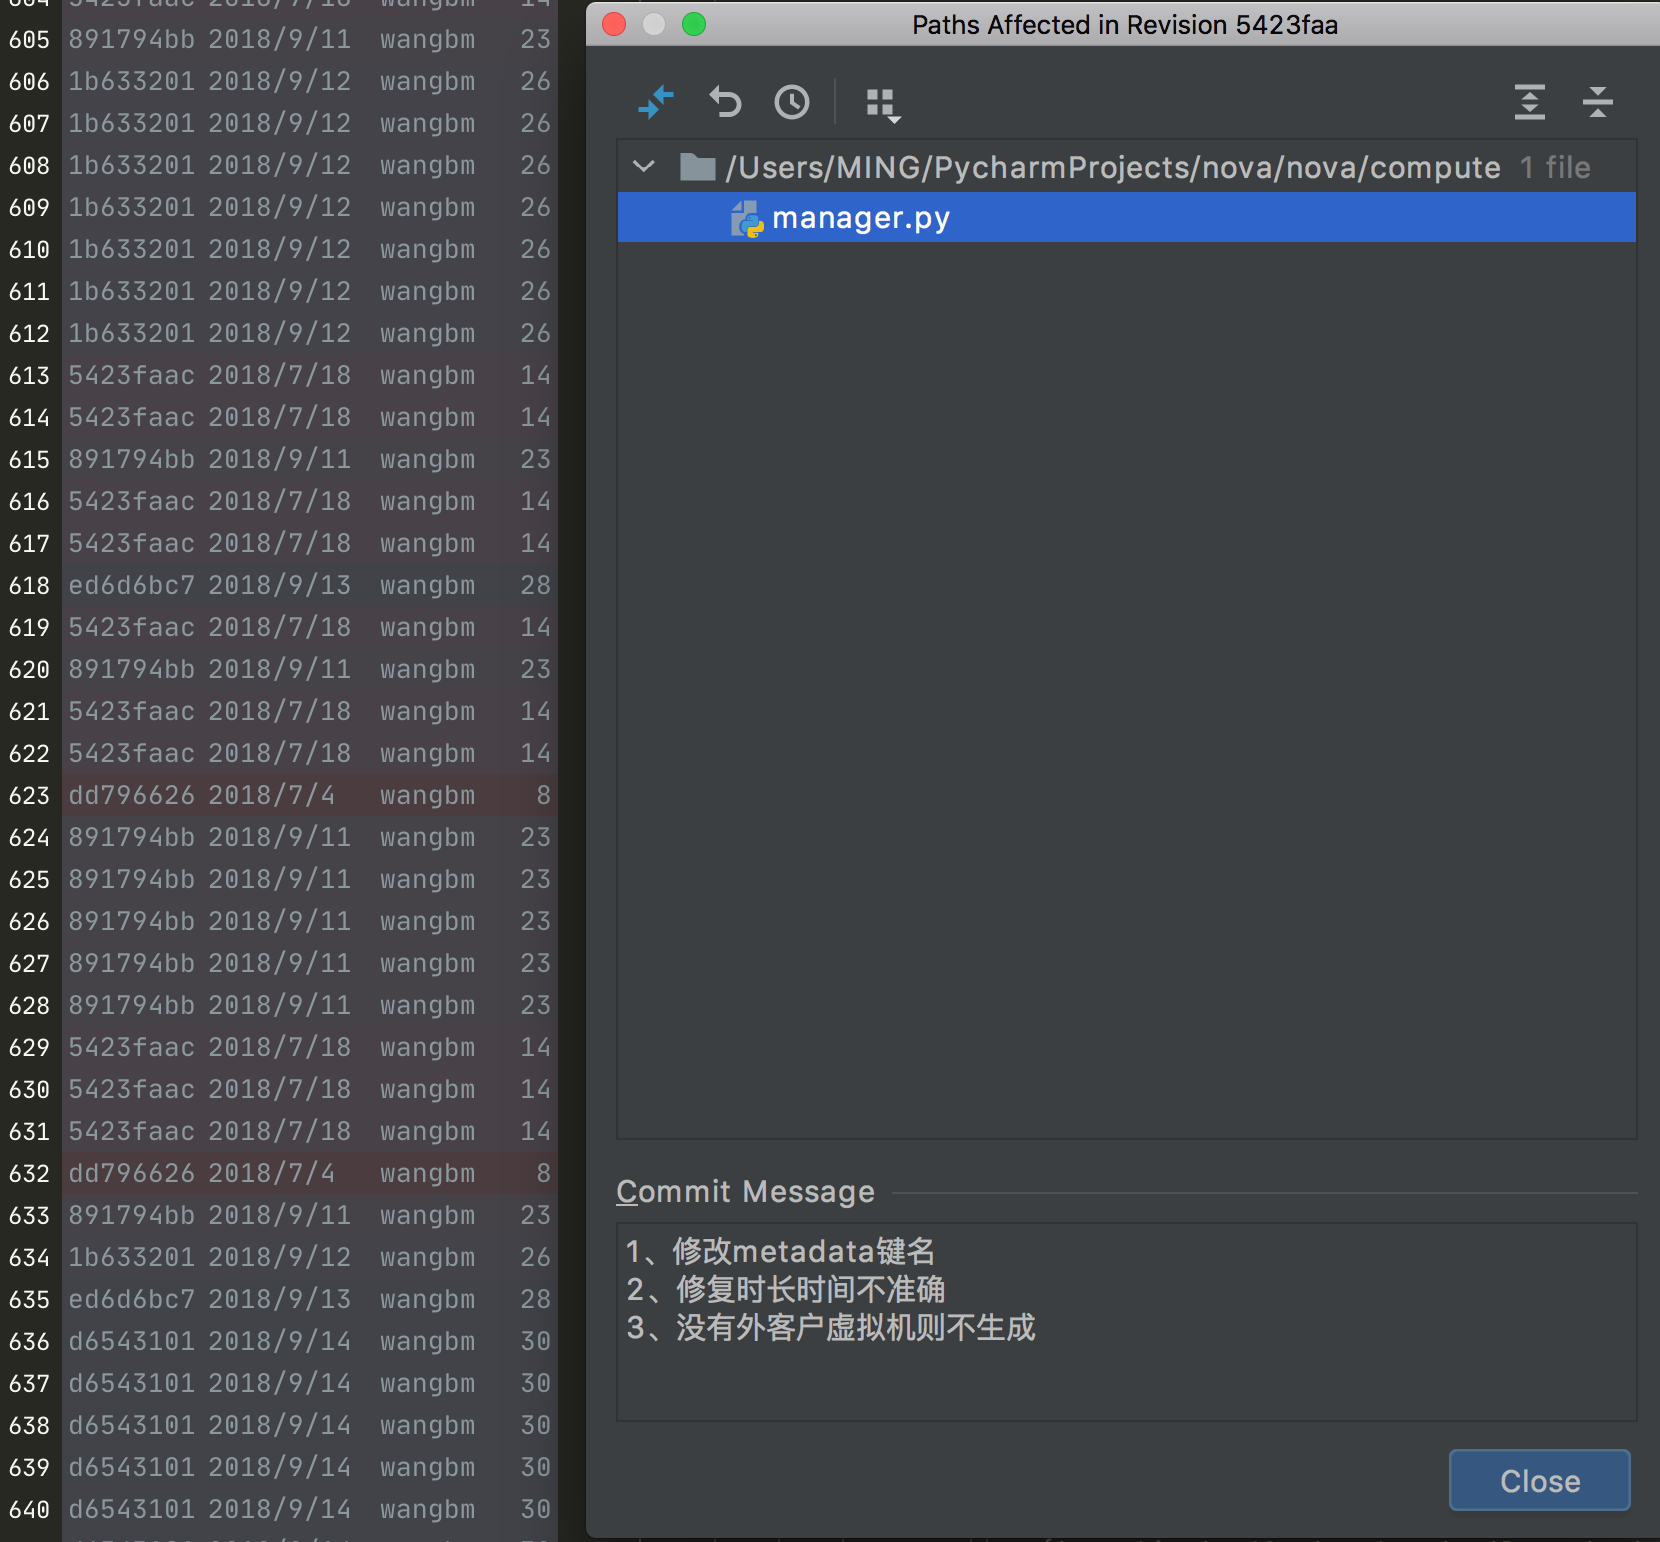 605 891794bb 2018/9/11 wangbm 23
606 1b633201 2018/9/12 wangbm 26
607 1b633201 2018/9/12 wangbm 26
608 1b633201 2018/9/12 wangbm 26
609 1b633201 2018/9/12 wangbm 26
610 1b633201 2018/9/12 wangbm 26
611 1b633201 2018/9/12 wangbm 26
612 1b633201 2018/9/12 wangbm 26
613 5423faac 2018/7/18 wangbm 14
614 5423faac 2018/7/18 wangbm 14
615 891794bb 2018/9/11 wangbm 23
616 5423faac 2018/7/18 wangbm 14
617 5423faac 2018/7/18 wangbm 14
618 ed6d6bc7 2018/9/13 wangbm 28
619 5423faac 2018/7/18 wangbm 14
620 891794bb 2018/9/11 wangbm 23
621 5423faac 2018/7/18 wangbm 14
622 5423faac 2018/7/18 wangbm 14
623 dd796626 2018/7/4 wangbm 8
624 891794bb 2018/9/11 wangbm 23
625 891794bb 2018/9/11 wangbm 23
626 891794bb 2018/9/11 wangbm 23
627 891794bb 2018/9/11 wangbm 23
628 891794bb 2018/9/11 wangbm 23
629 5423faac 2018/7/18 wangbm 14
630 5423faac 2018/7/18 wangbm 14
631 5423faac 2018/7/18 wangbm 14
632 dd796626 2018/7/4 wangbm 8
633 891794bb 2018/9/11 wangbm 23
634 1b633201 2018/9/12 wangbm 26
635 ed6d6bc7 2018/9/13 wangbm 28
636 d6543101 2018/9/14 wangbm 30
637 d6543101 2018/9/14 wangbm 30
638 d6543101 2018/9/14 wangbm 30
639 d6543101 2018/9/14 wangbm 30
640 d6543101 2018/9/14 wangbm 30
Paths Affected in Revision 5423faa
/Users/MING/PycharmProjects/nova/nova/compute 1 file
manager.py
Commit Message
1、修改metadata键名
2、修复时长时间不准确
3、没有外客户虚拟机则不生成
Close